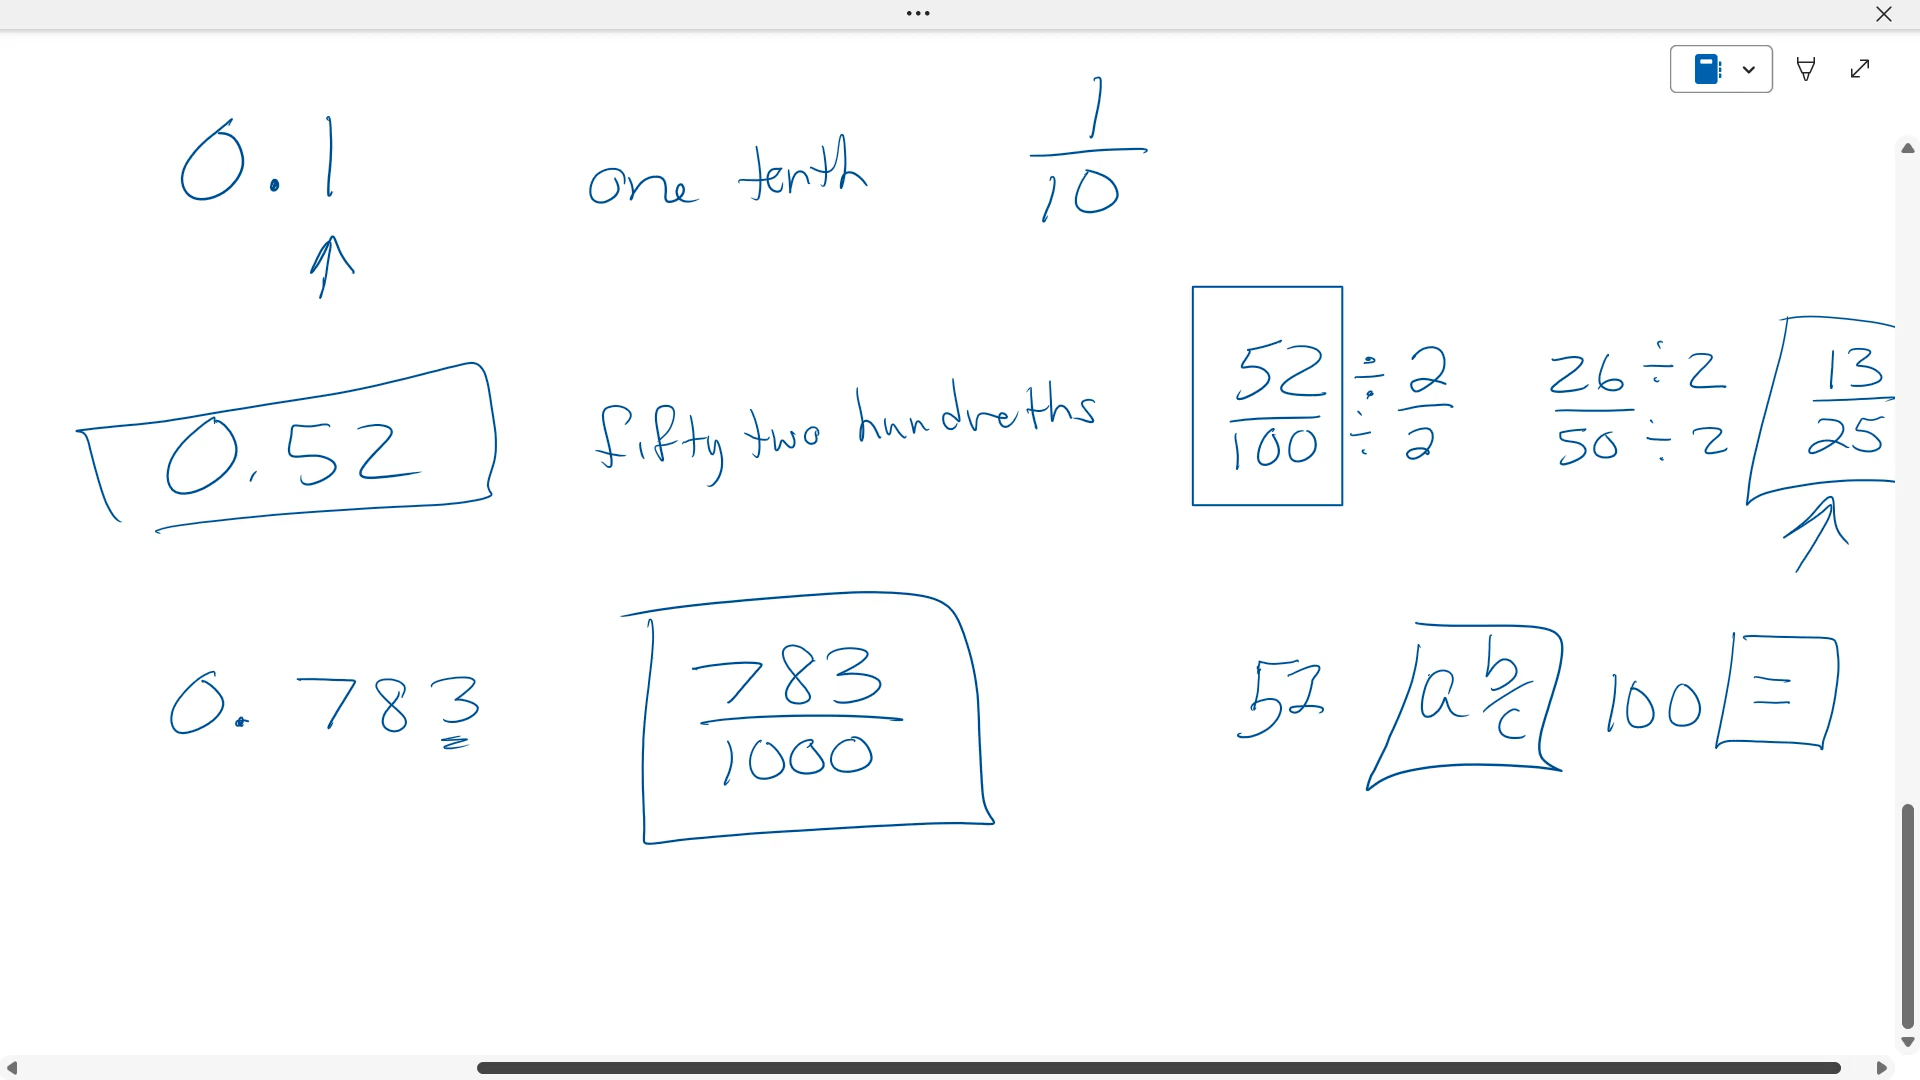 0.1 one tenth 1/10
0.52 fifty two hundreths 52/100 ÷ 2 ÷ 2 26 ÷ 2 / 50 ÷ 2 13/25
0.783 783/1000 52 a b/c 100 =